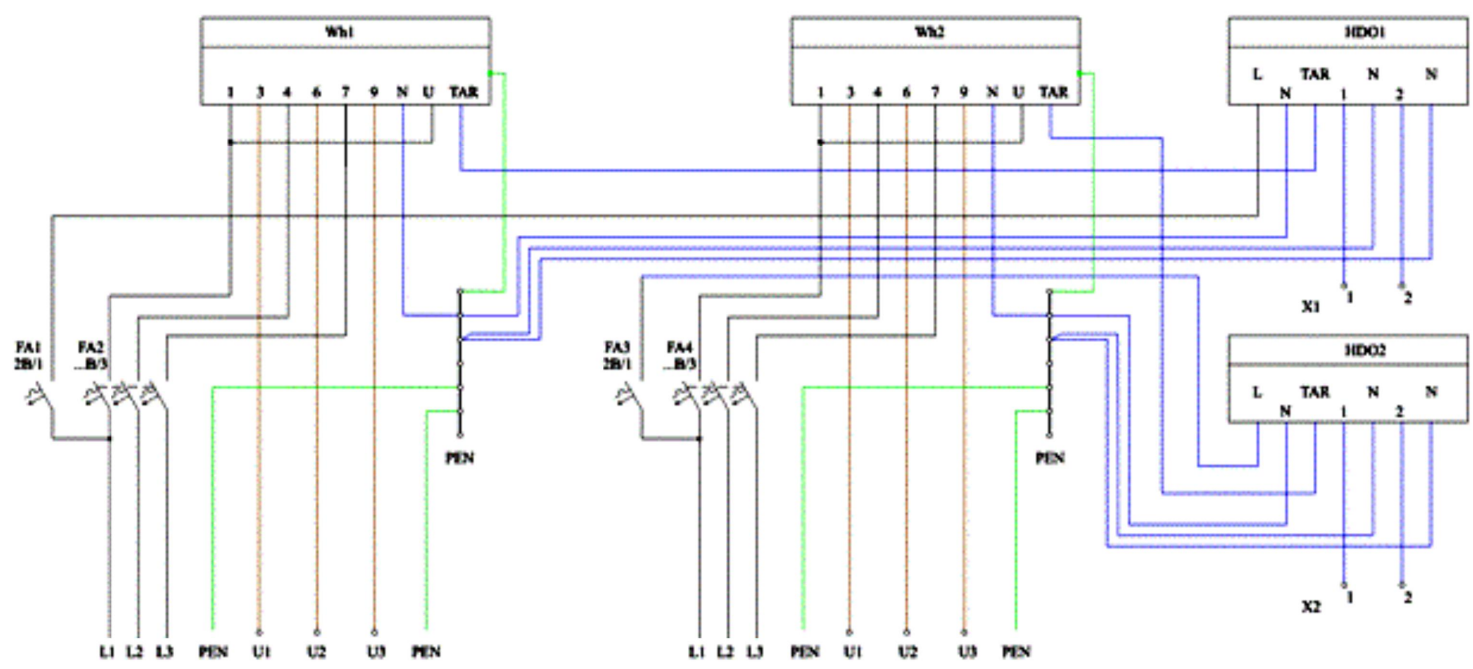 Wh1 Wh2 HDO1
L TAR N N
1 3 4 6 7 9 N U TAR 1 3 4 6 7 9 N U TAR N 1 2
X1 1 2
FA1 FA2 FA3 FA4 HDO2
2B/1 ...B/3 2B/1 ...B/3
L TAR N N
N 1 2
PEN PEN
X2 1 2
L1 L2 L3 PEN U1 U2 U3 PEN L1 L2 L3 PEN U1 U2 U3 PEN